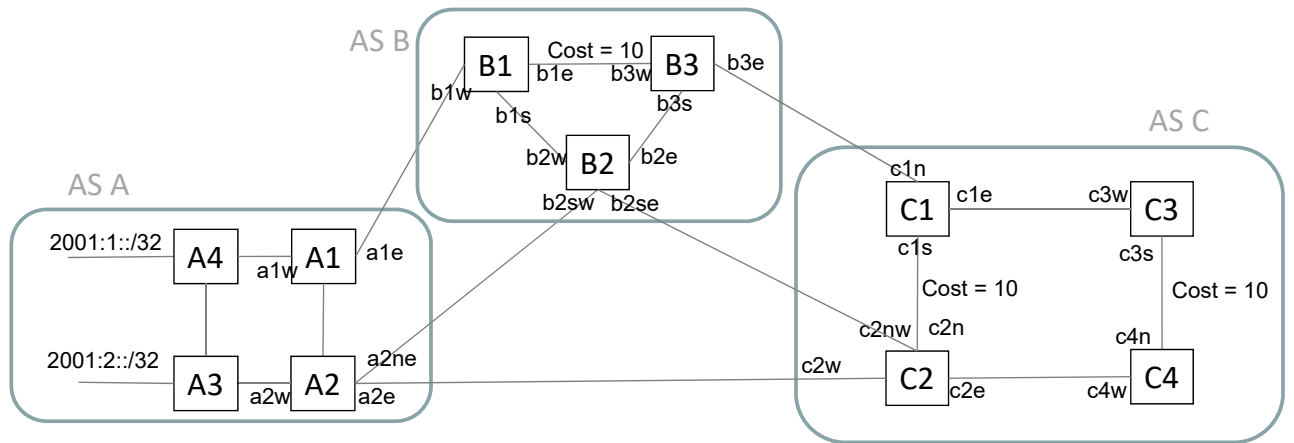 AS B
B1
Cost = 10
B3
b3e
b1e
b3w
b1w
b1s
b3s
AS C
b2w
B2
b2e
c1n
AS A
b2sw
b2se
C1
c1e
c3w
C3
2001:1::/32
A4
A1
a1e
a1w
c1s
c3s
Cost = 10
Cost = 10
c2nw
c2n
c4n
2001:2::/32
A3
A2
a2ne
c2w
C2
C4
a2w
a2e
c2e
c4w